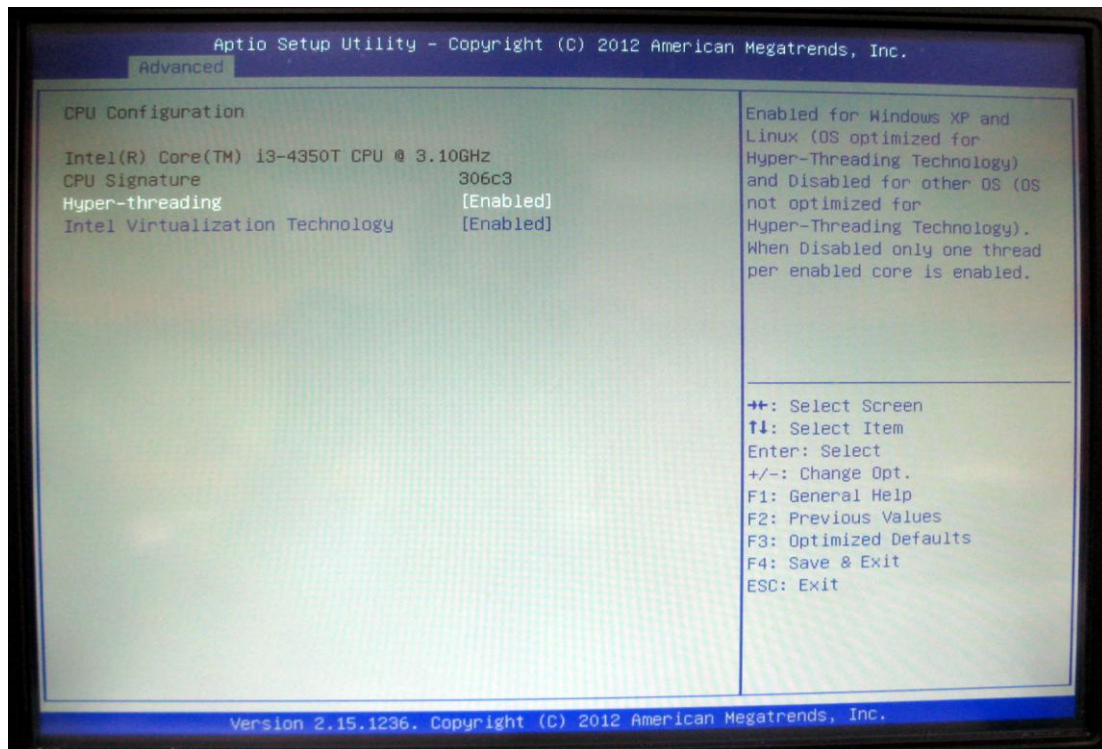 Aptio Setup Utility - Copyright (C) 2012 American Megatrends, Inc.
Advanced
CPU Configuration
Intel(R) Core(TM) i3-4350T CPU @ 3.10GHz
CPU Signature 306c3
Hyper-threading [Enabled]
Intel Virtualization Technology [Enabled]
Enabled for Windows XP and
Linux (OS optimized for
Hyper-Threading Technology)
and Disabled for other OS (OS
not optimized for
Hyper-Threading Technology).
When Disabled only one thread
per enabled core is enabled.
→←: Select Screen
↑↓: Select Item
Enter: Select
+/-: Change Opt.
F1: General Help
F2: Previous Values
F3: Optimized Defaults
F4: Save & Exit
ESC: Exit
Version 2.15.1236. Copyright (C) 2012 American Megatrends, Inc.